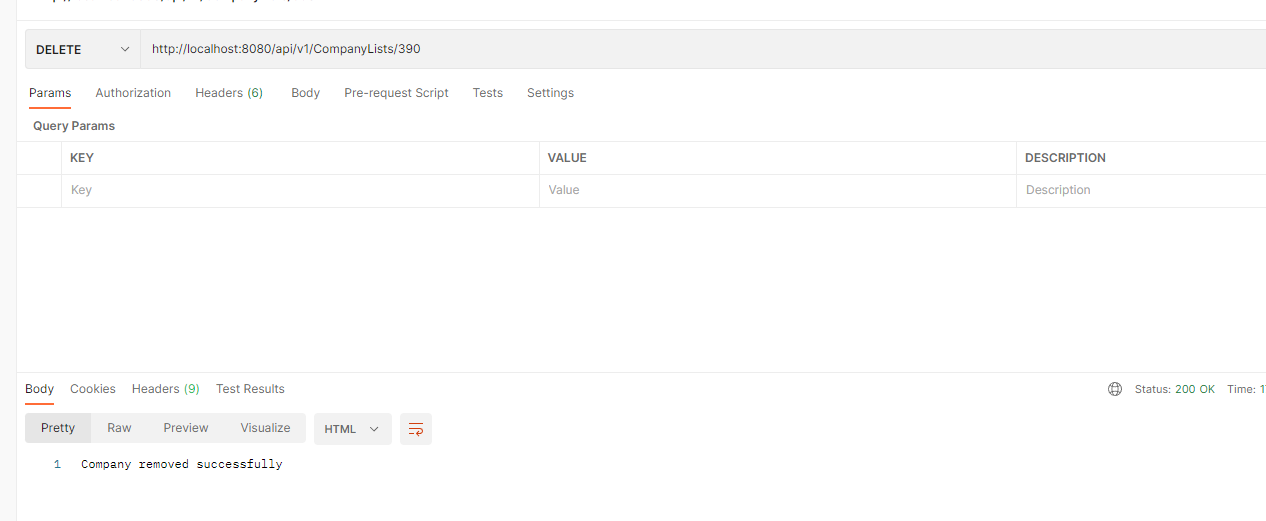 DELETE http://localhost:8080/api/v1/CompanyLists/390
Params Authorization Headers (6) Body Pre-request Script Tests Settings
Query Params
KEY VALUE DESCRIPTION
Key Value Description
Body Cookies Headers (9) Test Results Status: 200 OK Time:
Pretty Raw Preview Visualize HTML
1 Company removed successfully